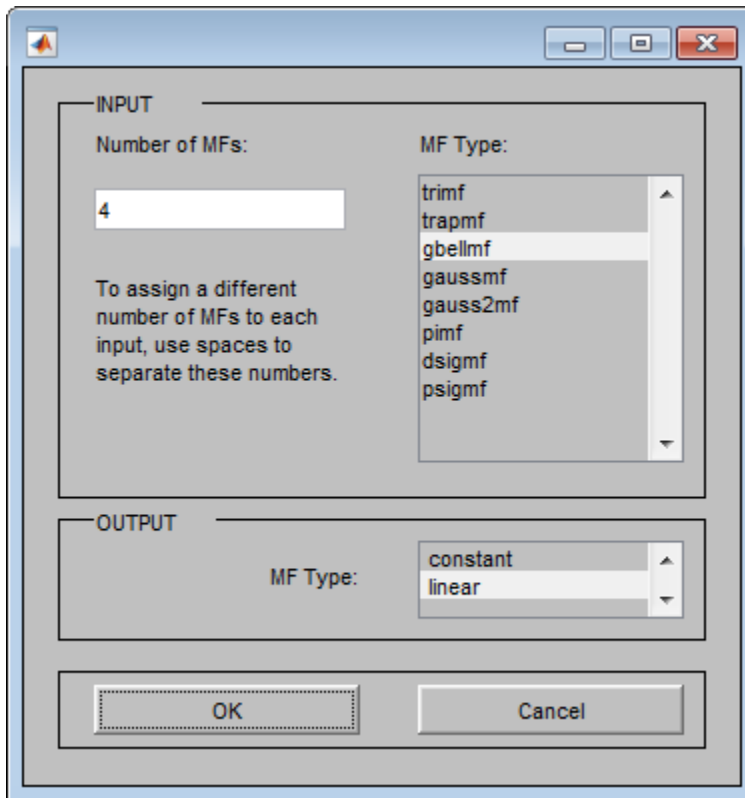 INPUT
Number of MFs:
4
To assign a different
number of MFs to each
input, use spaces to
separate these numbers.
MF Type:
trimf
trapmf
gbellmf
gaussmf
gauss2mf
pimf
dsigmf
psigmf
OUTPUT
MF Type:
constant
linear
OK
Cancel